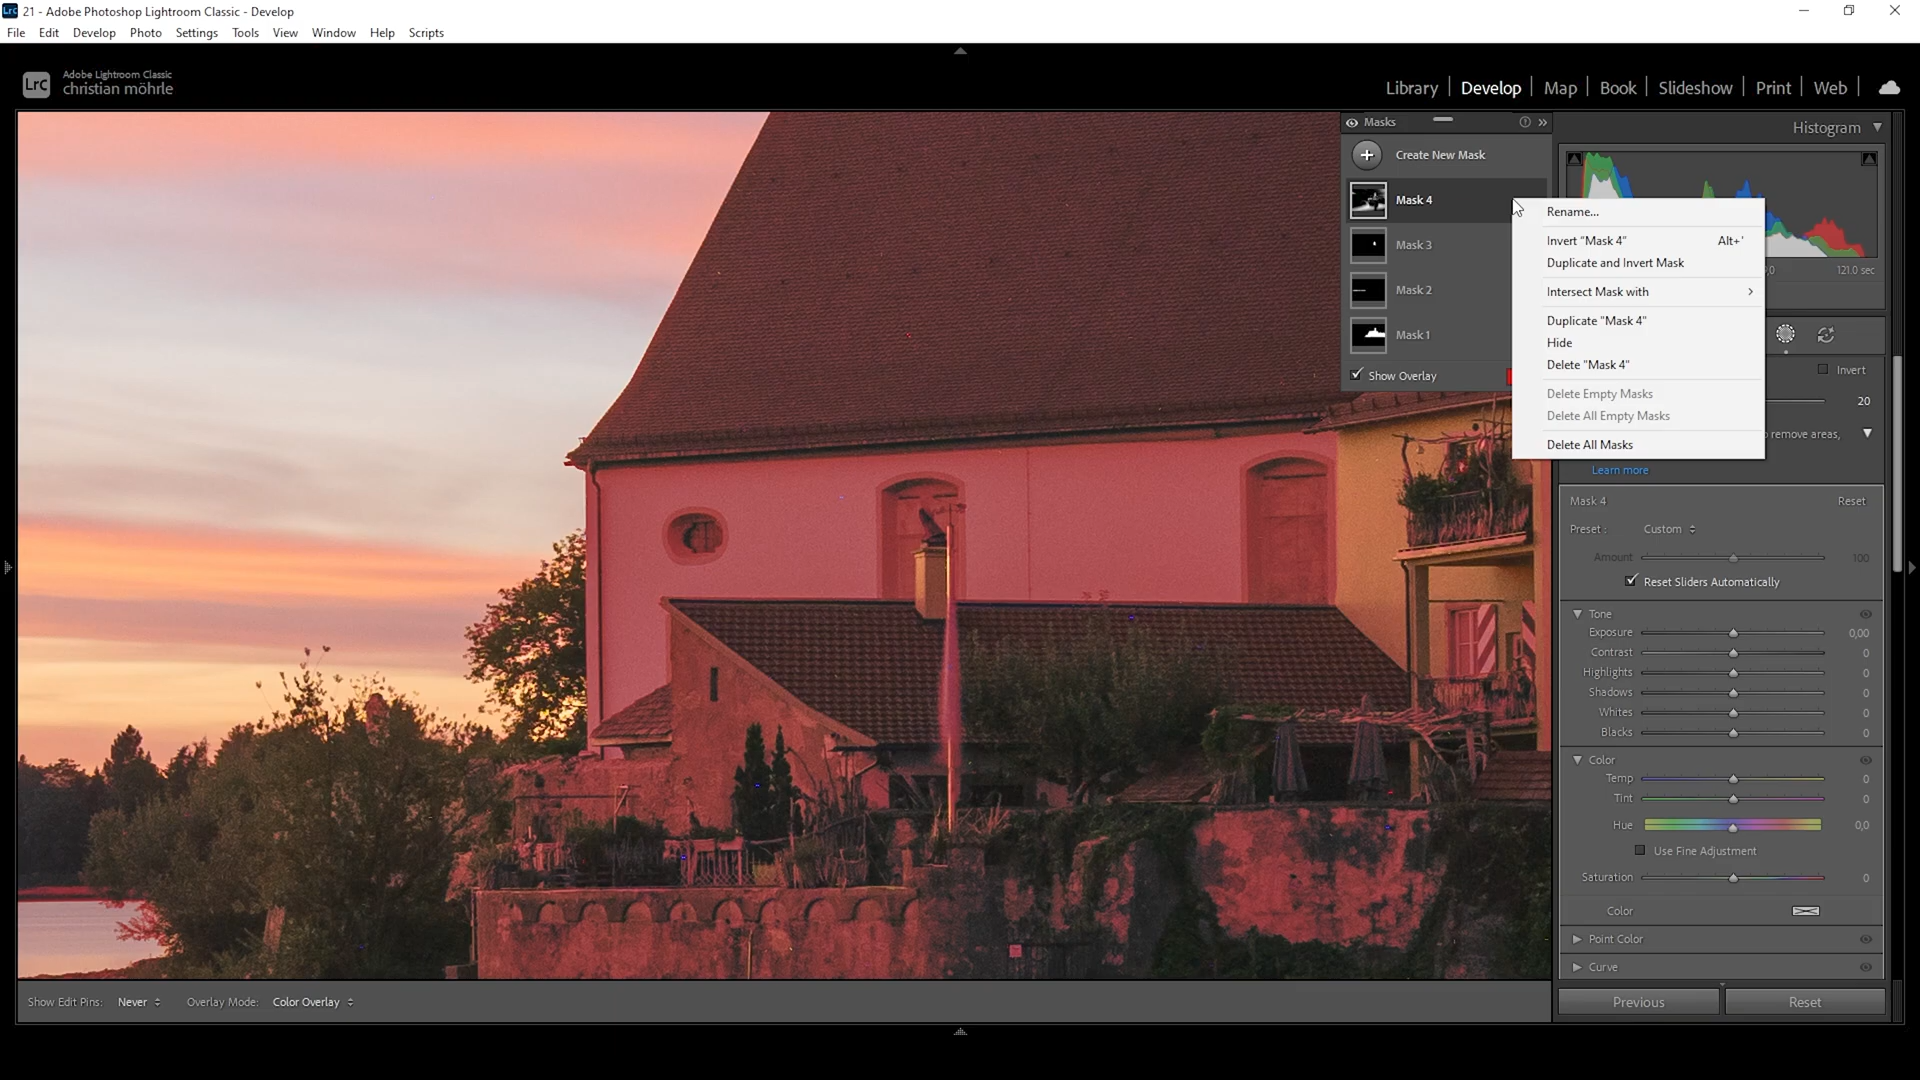 21 - Adobe Photoshop Lightroom Classic - Develop
File Edit Develop Photo Settings Tools View Window Help Scripts
LrC
Adobe Lightroom Classic
christian möhrle
Library Develop Map Book Slideshow Print Web
Masks
Create New Mask
Mask 4
Mask 3
Mask 2
Mask 1
Show Overlay
Rename...
Invert "Mask 4" Alt+'
Duplicate and Invert Mask
Intersect Mask with
Duplicate "Mask 4"
Hide
Delete "Mask 4"
Delete Empty Masks
Delete All Empty Masks
Delete All Masks
Histogram
,0 121.0 sec
Invert
20
o remove areas,
Learn more
Mask 4 Reset
Preset : Custom
Amount 100
Reset Sliders Automatically
Tone
Exposure 0,00
Contrast 0
Highlights 0
Shadows 0
Whites 0
Blacks 0
Color
Temp 0
Tint 0
Hue 0,0
Use Fine Adjustment
Saturation 0
Color
Point Color
Curve
Previous Reset
Show Edit Pins: Never Overlay Mode: Color Overlay